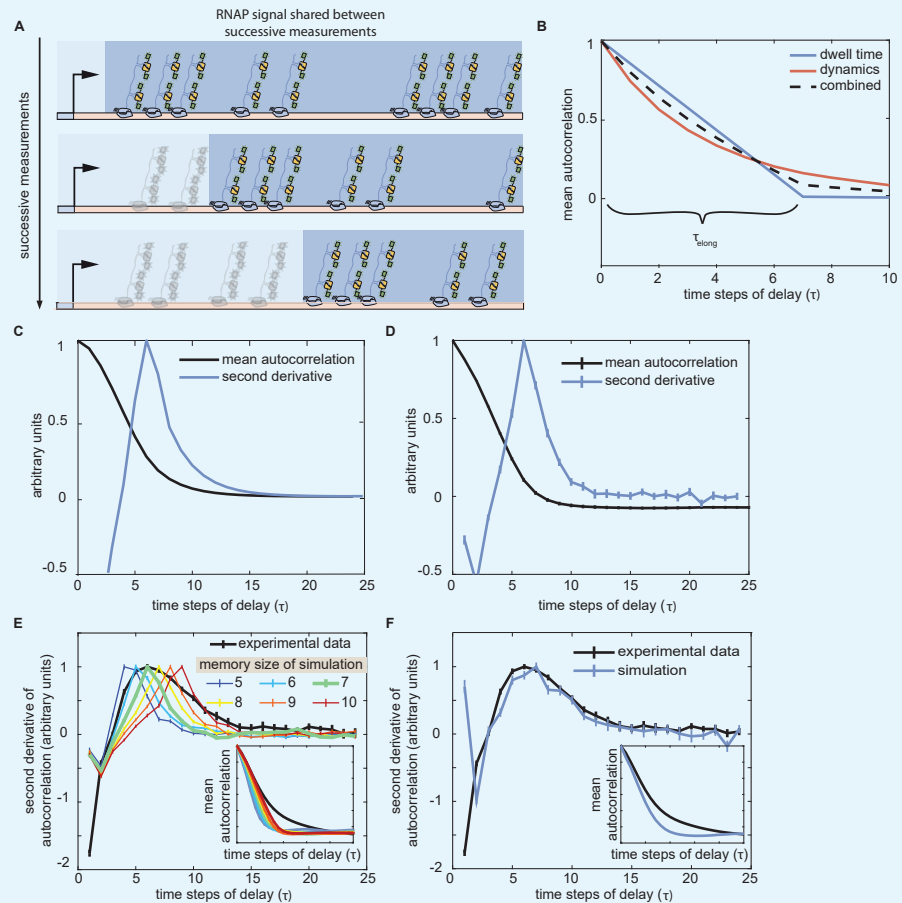 A
RNAP signal shared between
successive measurements
successive measurements
B
mean autocorrelation
1
0.5
0
dwell time
dynamics
combined
τelong
0 2 4 6 8 10
time steps of delay (τ)
C
arbitrary units
1
0.5
0
-0.5
mean autocorrelation
second derivative
0 5 10 15 20 25
time steps of delay (τ)
D
arbitrary units
1
0.5
0
-0.5
mean autocorrelation
second derivative
0 5 10 15 20 25
time steps of delay (τ)
E
second derivative of
autocorrelation (arbitrary units)
1
0
-1
-2
experimental data
memory size of simulation
5 6 7
8 9 10
mean
autocorrelation
time steps of delay (τ)
0 5 10 15 20 25
time steps of delay (τ)
F
second derivative of
autocorrelation (arbitrary units)
1
0
-1
-2
experimental data
simulation
mean
autocorrelation
time steps of delay (τ)
0 5 10 15 20 25
time steps of delay (τ)